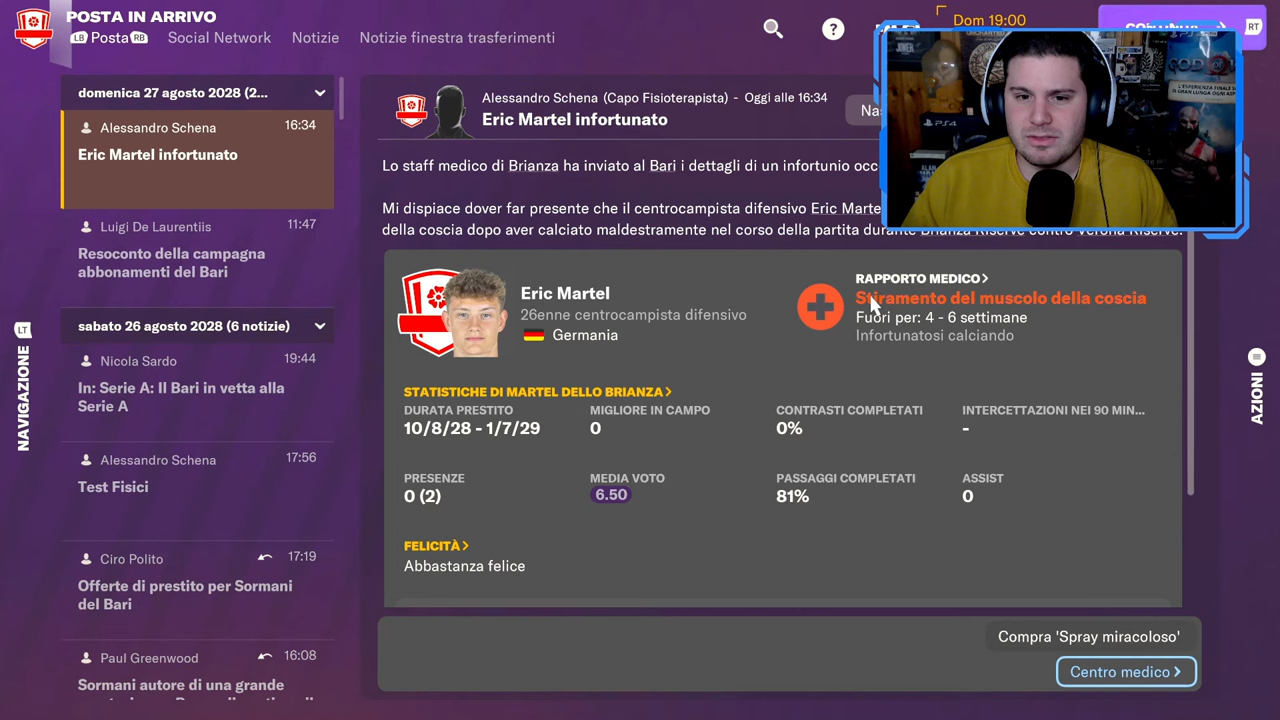 POSTA IN ARRIVO
LB Posta RB
Social Network
Notizie
Notizie finestra trasferimenti
?
Dom 19:00
RT
domenica 27 agosto 2028 (2...
Alessandro Schena
16:34
Eric Martel infortunato
Luigi De Laurentiis
11:47
Resoconto della campagna
abbonamenti del Bari
sabato 26 agosto 2028 (6 notizie)
Nicola Sardo
19:44
In: Serie A: Il Bari in vetta alla
Serie A
Alessandro Schena
17:56
Test Fisici
Ciro Polito
17:19
Offerte di prestito per Sormani
del Bari
Paul Greenwood
16:08
Sormani autore di una grande
LT
NAVIGAZIONE
Alessandro Schena (Capo Fisioterapista) - Oggi alle 16:34
Eric Martel infortunato
Lo staff medico di Brianza ha inviato al Bari i dettagli di un infortunio
Mi dispiace dover far presente che il centrocampista difensivo Eric
della coscia dopo aver calciato maldestramente nel corso della partita durante Brianza Riserve contro Verona Riserve.
Eric Martel
26enne centrocampista difensivo
Germania
RAPPORTO MEDICO>
Stiramento del muscolo della coscia
Fuori per: 4 - 6 settimane
Infortunatosi calciando
STATISTICHE DI MARTEL DELLO BRIANZA>
DURATA PRESTITO
10/8/28 - 1/7/29
MIGLIORE IN CAMPO
0
CONTRASTI COMPLETATI
0%
INTERCETTAZIONI NEI 90 MIN...
-
PRESENZE
0 (2)
MEDIA VOTO
6.50
PASSAGGI COMPLETATI
81%
ASSIST
0
FELICITÀ>
Abbastanza felice
Compra 'Spray miracoloso'
Centro medico >
AZIONI
PS4